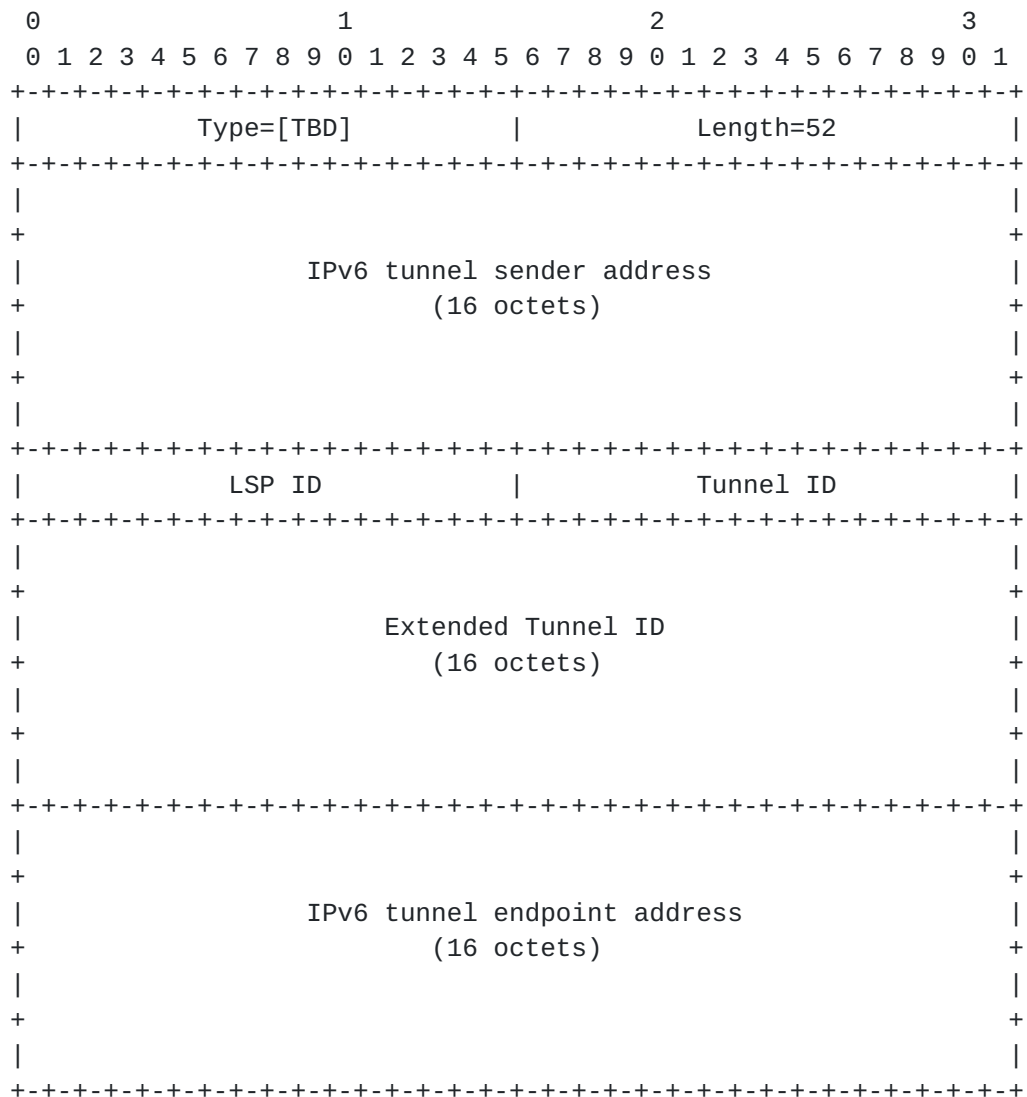 0                   1                   2                   3
 0 1 2 3 4 5 6 7 8 9 0 1 2 3 4 5 6 7 8 9 0 1 2 3 4 5 6 7 8 9 0 1
+-+-+-+-+-+-+-+-+-+-+-+-+-+-+-+-+-+-+-+-+-+-+-+-+-+-+-+-+-+-+-+-+
|           Type=[TBD]          |           Length=52           |
+-+-+-+-+-+-+-+-+-+-+-+-+-+-+-+-+-+-+-+-+-+-+-+-+-+-+-+-+-+-+-+-+
|                                                               |
+                                                               +
|                  IPv6 tunnel sender address                   |
+                          (16 octets)                          +
|                                                               |
+                                                               +
|                                                               |
+-+-+-+-+-+-+-+-+-+-+-+-+-+-+-+-+-+-+-+-+-+-+-+-+-+-+-+-+-+-+-+-+
|             LSP ID            |           Tunnel ID           |
+-+-+-+-+-+-+-+-+-+-+-+-+-+-+-+-+-+-+-+-+-+-+-+-+-+-+-+-+-+-+-+-+
|                                                               |
+                                                               +
|                       Extended Tunnel ID                      |
+                          (16 octets)                          +
|                                                               |
+                                                               +
|                                                               |
+-+-+-+-+-+-+-+-+-+-+-+-+-+-+-+-+-+-+-+-+-+-+-+-+-+-+-+-+-+-+-+-+
|                                                               |
+                                                               +
|                  IPv6 tunnel endpoint address                 |
+                          (16 octets)                          +
|                                                               |
+                                                               +
|                                                               |
+-+-+-+-+-+-+-+-+-+-+-+-+-+-+-+-+-+-+-+-+-+-+-+-+-+-+-+-+-+-+-+-+